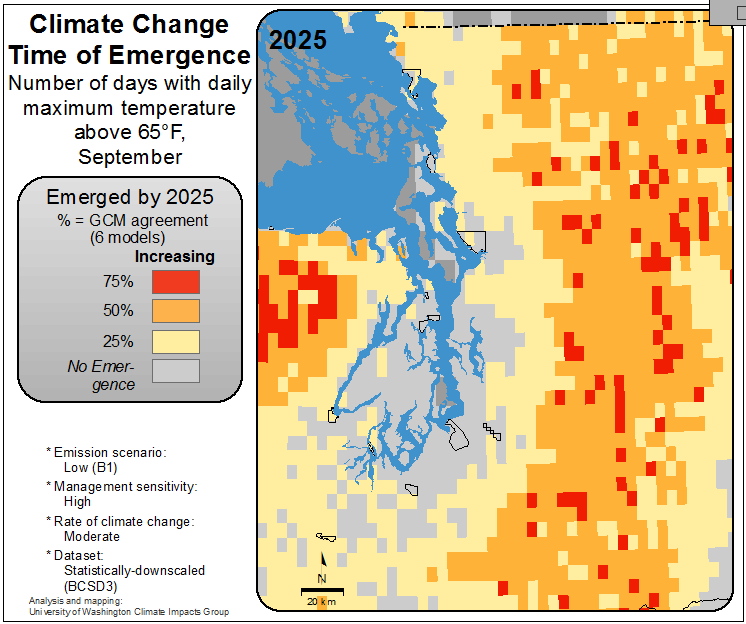 Climate Change
Time of Emergence
Number of days with daily
maximum temperature
above 65°F,
September
Emerged by 2025
% = GCM agreement
(6 models)
Increasing
75%
50%
25%
No Emer-
gence
* Emission scenario:
Low (B1)
* Management sensitivity:
High
* Rate of climate change:
Moderate
* Dataset:
Statistically-downscaled
(BCSD3)
Analysis and mapping:
University of Washington Climate Impacts Group
2025
N
20 km